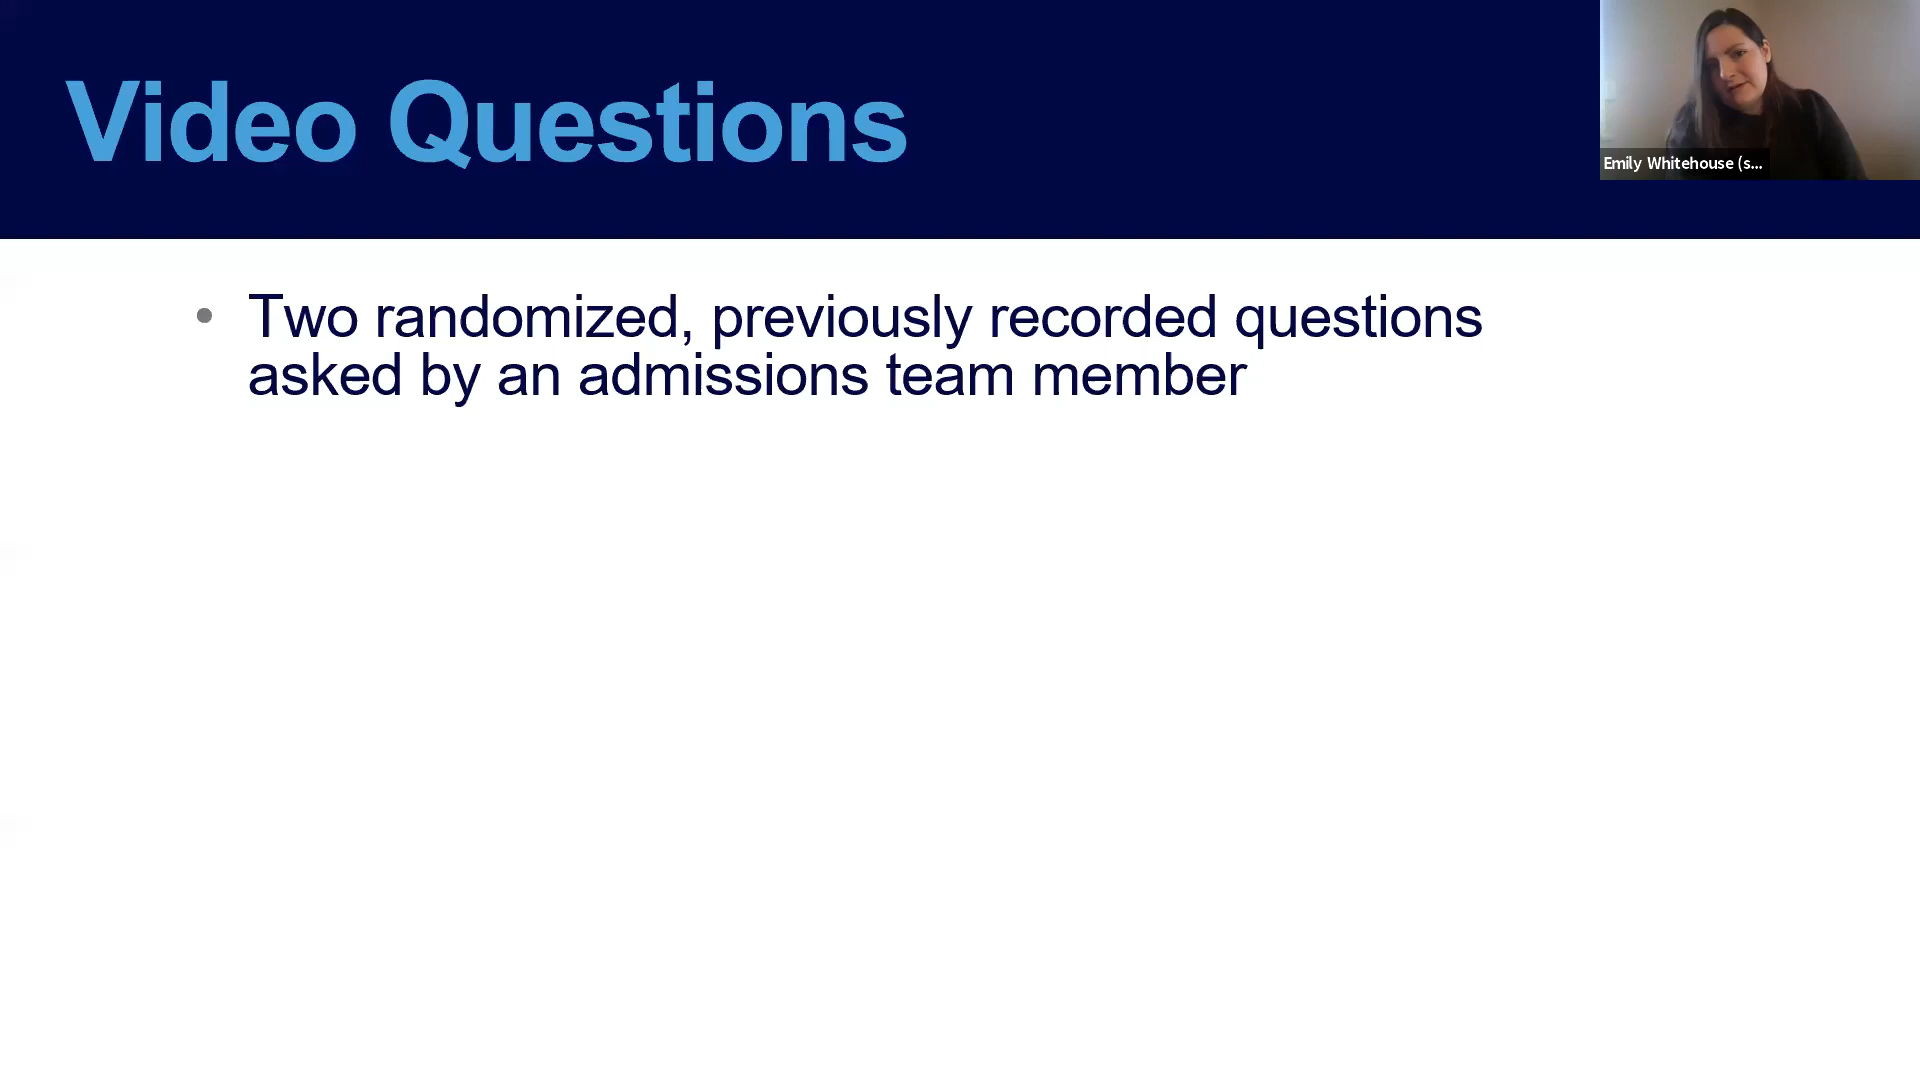 Video Questions
Emily Whitehouse (s...
• Two randomized, previously recorded questions
asked by an admissions team member